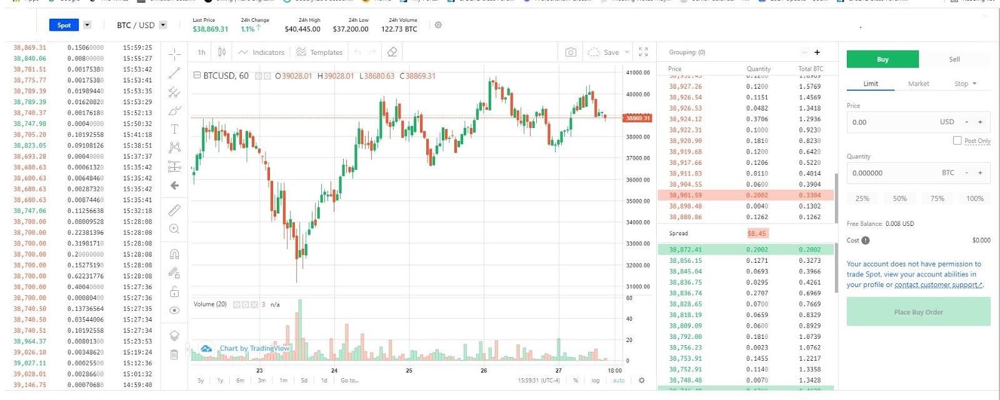 Spot
BTC / USD
Last Price
$38,869.31
24h Change
1.1%
24h High
$40,445.00
24h Low
$37,200.00
24h Volume
122.73 BTC
38,869.31 0.15060000 15:59:25
38,840.06 0.00800000 15:55:27
38,781.51 0.00175380 15:53:42
38,775.77 0.00175380 15:53:41
38,789.39 0.01989440 15:53:35
38,789.39 0.01620820 15:53:29
38,740.37 0.00176180 15:52:13
38,747.98 0.00040000 15:50:32
38,705.20 0.10192558 15:41:18
38,823.05 0.09108126 15:38:51
38,693.28 0.00040000 15:37:37
38,680.63 0.00061320 15:35:42
38,680.63 0.00648460 15:35:42
38,680.63 0.00287320 15:35:42
38,680.63 0.00874460 15:35:41
38,747.06 0.11256638 15:32:18
38,700.00 0.08009528 15:28:08
38,700.00 0.22381396 15:28:08
38,700.00 0.31981710 15:28:08
38,700.00 0.20000000 15:28:08
38,700.00 0.15275190 15:28:08
38,700.00 0.62231776 15:28:08
38,700.00 0.40040000 15:27:36
38,700.00 0.00080400 15:27:36
38,740.50 0.13736564 15:27:35
38,740.50 0.03544006 15:27:34
38,740.51 0.10192558 15:27:34
38,964.37 0.00801300 15:23:53
39,026.10 0.00348620 15:19:24
39,027.11 0.00025500 15:12:36
39,028.01 0.00286600 15:01:32
39,146.75 0.00070680 14:59:40
1h
Indicators
Templates
Save
BTCUSD, 60 O39028.01 H39028.01 L38680.63 C38869.31
41000.00
40000.00
38869.31
38000.00
37000.00
36000.00
35000.00
34000.00
33000.00
32000.00
31000.00
Volume (20) 3 n/a
60
40
20
0
Chart by TradingView
23 24 25 26 27 18:00
5y 1y 6m 3m 1m 5d 1d Go to...
15:59:31 (UTC-4) % log auto
Grouping: (0) - +
Price Quantity Total BTC
38,927.26 0.1200 1.5769
38,926.54 0.1151 1.4569
38,926.53 0.0482 1.3418
38,924.12 0.3706 1.2936
38,922.31 0.1000 0.9230
38,920.90 0.1810 0.8230
38,919.68 0.1200 0.6420
38,917.66 0.1206 0.5220
38,911.83 0.0110 0.4014
38,904.55 0.0600 0.3904
38,901.59 0.2002 0.3304
38,898.48 0.0040 0.1302
38,880.86 0.1262 0.1262
Spread $8.45
38,872.41 0.2002 0.2002
38,856.15 0.1271 0.3273
38,845.04 0.0693 0.3966
38,836.75 0.0295 0.4261
38,836.74 0.2707 0.6969
38,828.65 0.0700 0.7669
38,818.19 0.0659 0.8329
38,809.09 0.0600 0.8929
38,792.00 0.1810 1.0739
38,756.23 0.0023 1.0762
38,753.91 0.1455 1.2217
38,752.91 0.1140 1.3358
38,748.48 0.0070 1.3428
Buy Sell
Limit Market Stop
Price
0.00 USD - +
Post Only
Quantity
0.000000 BTC - +
25% 50% 75% 100%
Free Balance: 0.008 USD
Cost $0.000
Your account does not have permission to
trade Spot, view your account abilities in
your profile or contact customer support.
Place Buy Order